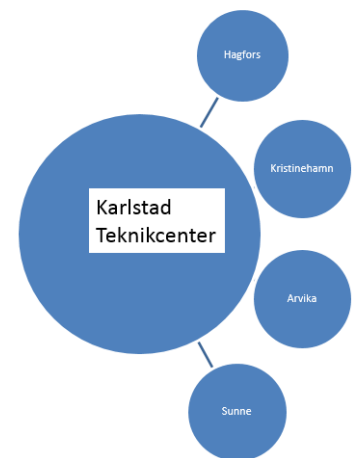 Hagfors
Kristinehamn
Karlstad
Teknikcenter
Arvika
Sunne